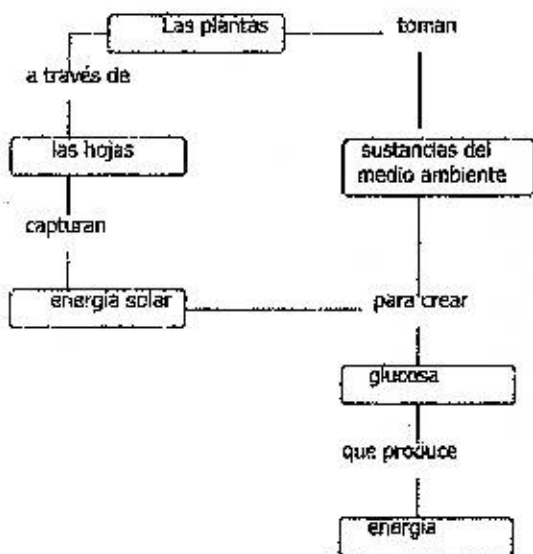 Las plantas
toman
a través de
las hojas
sustancias del
medio ambiente
capturan
energía solar
para crear
glucosa
que produce
energía